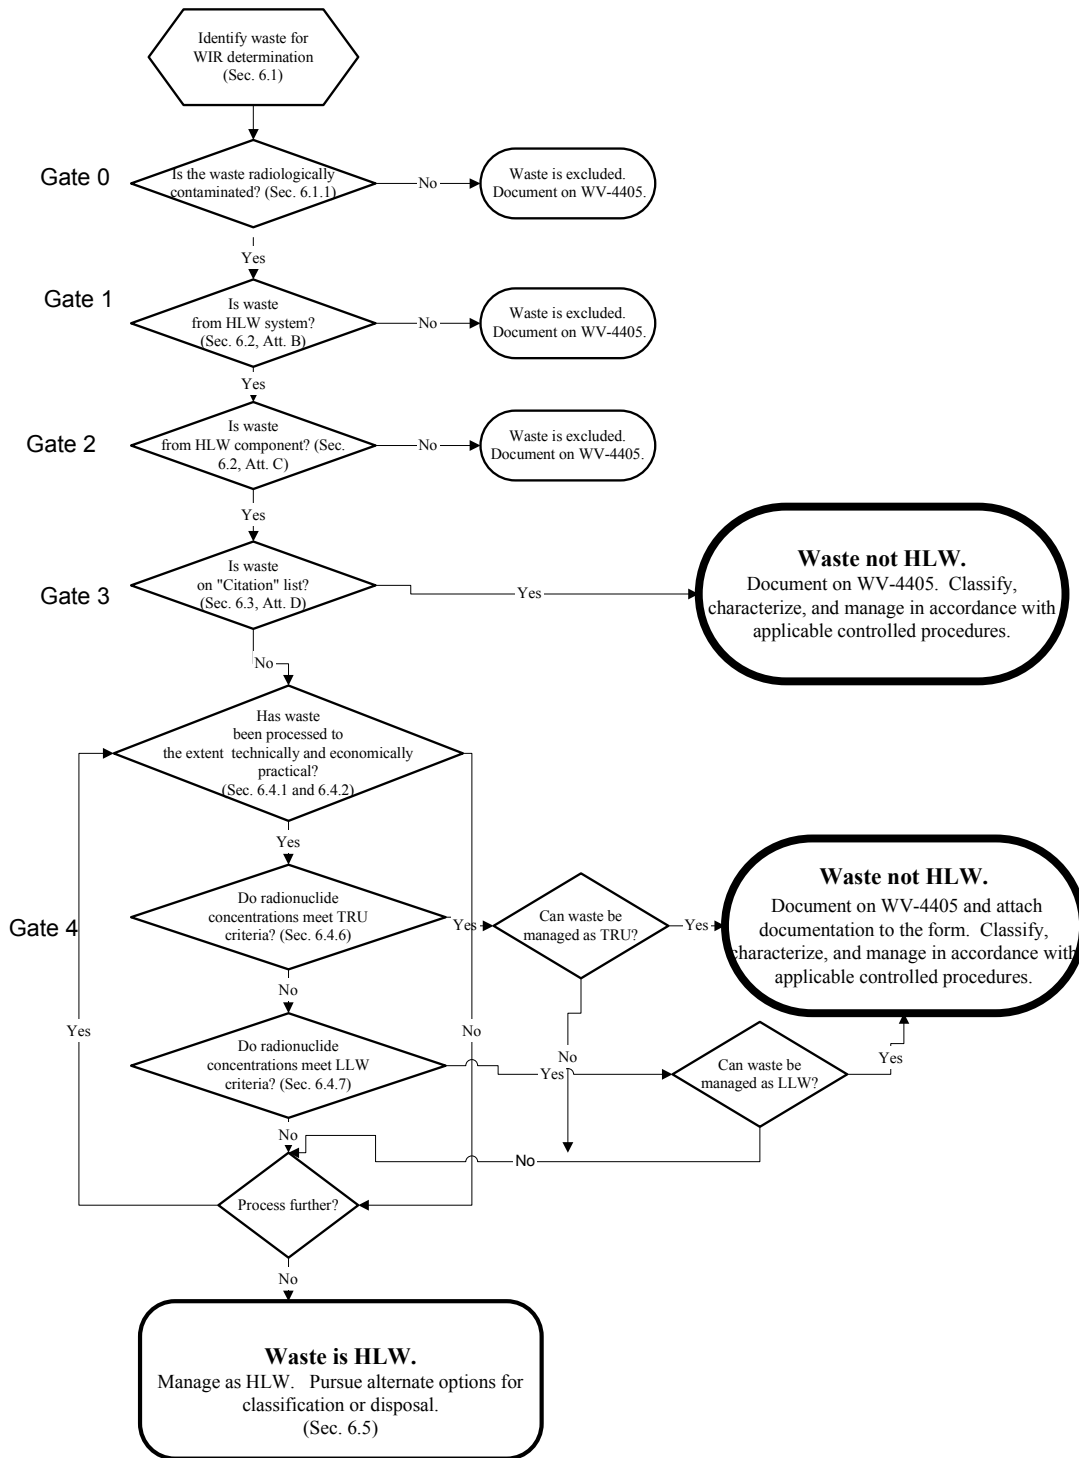 Identify waste for
WIR determination
(Sec. 6.1)
Gate 0
Is the waste radiologically
contaminated? (Sec. 6.1.1)
No
Waste is excluded.
Document on WV-4405.
Yes
Gate 1
Is waste
from HLW system?
(Sec. 6.2, Att. B)
No
Waste is excluded.
Document on WV-4405.
Yes
Gate 2
Is waste
from HLW component? (Sec.
6.2, Att. C)
No
Waste is excluded.
Document on WV-4405.
Yes
Gate 3
Is waste
on "Citation" list?
(Sec. 6.3, Att. D)
Yes
Waste not HLW.
Document on WV-4405. Classify,
characterize, and manage in accordance with
applicable controlled procedures.
No
Has waste
been processed to
the extent technically and economically
practical?
(Sec. 6.4.1 and 6.4.2)
Yes
Gate 4
Do radionuclide
concentrations meet TRU
criteria? (Sec. 6.4.6)
Yes
Can waste be
managed as TRU?
Yes
Waste not HLW.
Document on WV-4405 and attach
documentation to the form. Classify,
characterize, and manage in accordance with
applicable controlled procedures.
No
Yes
No
Do radionuclide
concentrations meet LLW
criteria? (Sec. 6.4.7)
Yes
No
Can waste be
managed as LLW?
Yes
No
No
Process further?
No
Waste is HLW.
Manage as HLW. Pursue alternate options for
classification or disposal.
(Sec. 6.5)